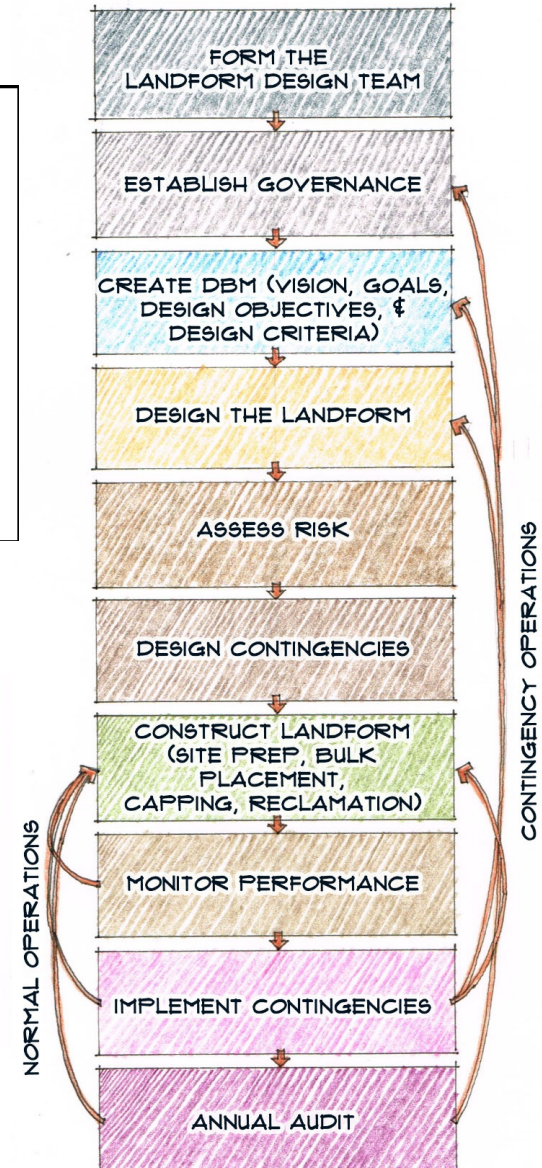 FORM THE
LANDFORM DESIGN TEAM
ESTABLISH GOVERNANCE
CREATE DBM (VISION, GOALS,
DESIGN OBJECTIVES, &
DESIGN CRITERIA)
DESIGN THE LANDFORM
ASSESS RISK
DESIGN CONTINGENCIES
CONSTRUCT LANDFORM
(SITE PREP, BULK
PLACEMENT,
CAPPING, RECLAMATION)
MONITOR PERFORMANCE
IMPLEMENT CONTINGENCIES
ANNUAL AUDIT
NORMAL OPERATIONS
CONTINGENCY OPERATIONS